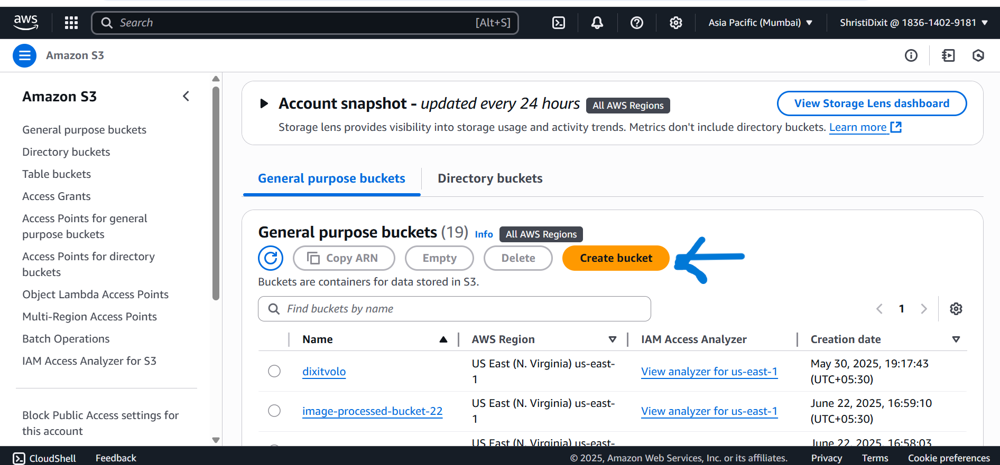 aws
Search [Alt+S]
Asia Pacific (Mumbai)
ShristiDixit @ 1836-1402-9181
Amazon S3
Amazon S3
General purpose buckets
Directory buckets
Table buckets
Access Grants
Access Points for general
purpose buckets
Access Points for directory
buckets
Object Lambda Access Points
Multi-Region Access Points
Batch Operations
IAM Access Analyzer for S3
Block Public Access settings for
this account
Account snapshot - updated every 24 hours All AWS Regions
View Storage Lens dashboard
Storage lens provides visibility into storage usage and activity trends. Metrics don't include directory buckets. Learn more
General purpose buckets
Directory buckets
General purpose buckets (19) Info All AWS Regions
Copy ARN
Empty
Delete
Create bucket
Buckets are containers for data stored in S3.
Find buckets by name
1
Name
AWS Region
IAM Access Analyzer
Creation date
dixitvolo
US East (N. Virginia) us-east-
1
View analyzer for us-east-1
May 30, 2025, 19:17:43
(UTC+05:30)
image-processed-bucket-22
US East (N. Virginia) us-east-
1
View analyzer for us-east-1
June 22, 2025, 16:59:10
(UTC+05:30)
US East (N. Virginia) us-east-
June 22, 2025, 16:58:03
CloudShell
Feedback
© 2025, Amazon Web Services, Inc. or its affiliates.
Privacy
Terms
Cookie preferences